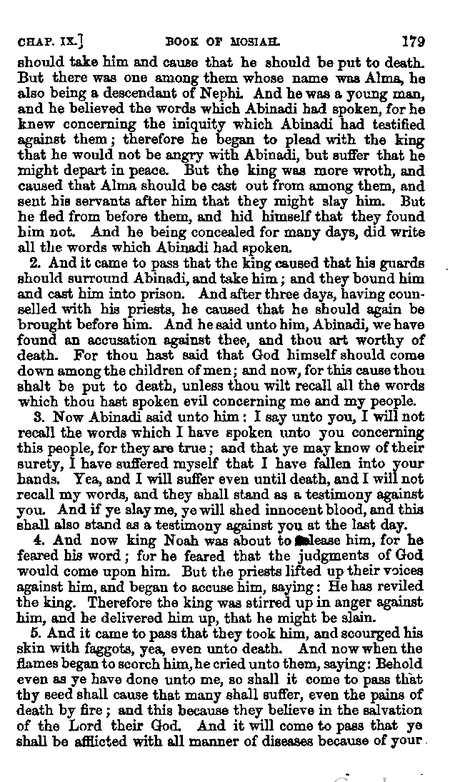 CHAP. IX.] BOOK OF MOSIAH. 179
should take him and cause that he should be put to death.
But there was one among them whose name was Alma, he
also being a descendant of Nephi. And he was a young man,
and he believed the words which Abinadi had spoken, for he
knew concerning the iniquity which Abinadi had testified
against them; therefore he began to plead with the king
that he would not be angry with Abinadi, but suffer that he
might depart in peace. But the king was more wroth, and
caused that Alma should be cast out from among them, and
sent his servants after him that they might slay him. But
he fled from before them, and hid himself that they found
him not. And he being concealed for many days, did write
all the words which Abinadi had spoken.
2. And it came to pass that the king caused that his guards
should surround Abinadi, and take him; and they bound him
and cast him into prison. And after three days, having coun-
selled with his priests, he caused that he should again be
brought before him. And he said unto him, Abinadi, we have
found an accusation against thee, and thou art worthy of
death. For thou hast said that God himself should come
down among the children of men; and now, for this cause thou
shalt be put to death, unless thou wilt recall all the words
which thou hast spoken evil concerning me and my people.
3. Now Abinadi said unto him: I say unto you, I will not
recall the words which I have spoken unto you concerning
this people, for they are true; and that ye may know of their
surety, I have suffered myself that I have fallen into your
hands. Yea, and I will suffer even until death, and I will not
recall my words, and they shall stand as a testimony against
you. And if ye slay me, ye will shed innocent blood, and this
shall also stand as a testimony against you at the last day.
4. And now king Noah was about to release him, for he
feared his word; for he feared that the judgments of God
would come upon him. But the priests lifted up their voices
against him, and began to accuse him, saying: He has reviled
the king. Therefore the king was stirred up in anger against
him, and he delivered him up, that he might be slain.
5. And it came to pass that they took him, and scourged his
skin with faggots, yea, even unto death. And now when the
flames began to scorch him, he cried unto them, saying: Behold
even as ye have done unto me, so shall it come to pass that
thy seed shall cause that many shall suffer, even the pains of
death by fire; and this because they believe in the salvation
of the Lord their God. And it will come to pass that ye
shall be afflicted with all manner of diseases because of your